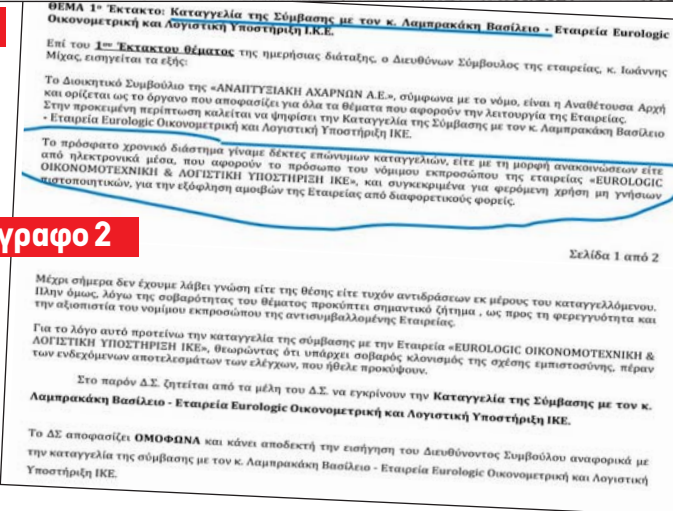 ΘΕΜΑ 1ο Έκτακτο: Καταγγελία της Σύμβασης με τον κ. Λαμπρακάκη Βασίλειο - Εταιρεία Eurologic
Οικονομετρική και Λογιστική Υποστήριξη Ι.Κ.Ε.
Επί του 1ου Έκτακτου θέματος της ημερήσιας διάταξης, ο Διευθύνων Σύμβουλος της εταιρείας, κ. Ιωάννης
Μίχας, εισηγείται τα εξής:
Το Διοικητικό Συμβούλιο της «ΑΝΑΠΤΥΞΙΑΚΗ ΑΧΑΡΝΩΝ Α.Ε.», σύμφωνα με το νόμο, είναι η Αναθέτουσα Αρχή
και ορίζεται ως το όργανο που αποφασίζει για όλα τα θέματα που αφορούν την λειτουργία της Εταιρείας.
Στην προκειμένη περίπτωση καλείται να ψηφίσει την Καταγγελία της Σύμβασης με τον κ. Λαμπρακάκη Βασίλειο
- Εταιρεία Eurologic Οικονομετρική και Λογιστική Υποστήριξη ΙΚΕ.
Το πρόσφατο χρονικό διάστημα γίναμε δέκτες επώνυμων καταγγελιών, είτε με τη μορφή ανακοινώσεων είτε
από ηλεκτρονικά μέσα, που αφορούν το πρόσωπο του νόμιμου εκπροσώπου της εταιρείας «EUROLOGIC
ΟΙΚΟΝΟΜΟΤΕΧΝΙΚΗ & ΛΟΓΙΣΤΙΚΗ ΥΠΟΣΤΗΡΙΞΗ ΙΚΕ», και συγκεκριμένα για φερόμενη χρήση μη γνήσιων
πιστοποιητικών, για την εξόφληση αμοιβών της Εταιρείας από διαφορετικούς φορείς.
γραφο 2
Σελίδα 1 από 2
Μέχρι σήμερα δεν έχουμε λάβει γνώση είτε της θέσης είτε τυχόν αντιδράσεων εκ μέρους του καταγγελλόμενου.
Πλην όμως, λόγω της σοβαρότητας του θέματος προκύπτει σημαντικό ζήτημα , ως προς τη φερεγγυότητα και
την αξιοπιστία του νομίμου εκπροσώπου της αντισυμβαλλομένης Εταιρείας.
Για το λόγο αυτό προτείνω την καταγγελία της σύμβασης με την Εταιρεία «EUROLOGIC ΟΙΚΟΝΟΜΟΤΕΧΝΙΚΗ &
ΛΟΓΙΣΤΙΚΗ ΥΠΟΣΤΗΡΙΞΗ ΙΚΕ», θεωρώντας ότι υπάρχει σοβαρός κλονισμός της σχέσης εμπιστοσύνης, πέραν
των ενδεχόμενων αποτελεσμάτων των ελέγχων, που ήθελε προκύψουν.
Στο παρόν Δ.Σ. ζητείται από τα μέλη του Δ.Σ. να εγκρίνουν την Καταγγελία της Σύμβασης με τον κ.
Λαμπρακάκη Βασίλειο - Εταιρεία Eurologic Οικονομετρική και Λογιστική Υποστήριξη ΙΚΕ.
Το ΔΣ αποφασίζει ΟΜΟΦΩΝΑ και κάνει αποδεκτή την εισήγηση του Διευθύνοντος Συμβούλου αναφορικά με
την καταγγελία της σύμβασης με τον κ. Λαμπρακάκη Βασίλειο - Εταιρεία Eurologic Οικονομετρική και Λογιστική
Υποστήριξη ΙΚΕ.